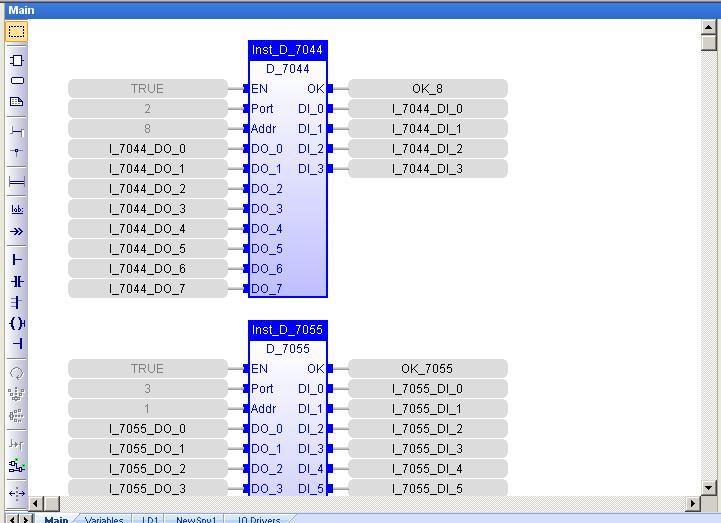 Main
Inst_D_7044
D_7044
TRUE EN OK OK_8
2 Port DI_0 I_7044_DI_0
8 Addr DI_1 I_7044_DI_1
I_7044_DO_0 DO_0 DI_2 I_7044_DI_2
I_7044_DO_1 DO_1 DI_3 I_7044_DI_3
I_7044_DO_2 DO_2
I_7044_DO_3 DO_3
I_7044_DO_4 DO_4
I_7044_DO_5 DO_5
I_7044_DO_6 DO_6
I_7044_DO_7 DO_7
lab:
Inst_D_7055
D_7055
TRUE EN OK OK_7055
3 Port DI_0 I_7055_DI_0
1 Addr DI_1 I_7055_DI_1
I_7055_DO_0 DO_0 DI_2 I_7055_DI_2
I_7055_DO_1 DO_1 DI_3 I_7055_DI_3
I_7055_DO_2 DO_2 DI_4 I_7055_DI_4
I_7055_DO_3 DO_3 DI_5 I_7055_DI_5
Main Variables LD1 NewSpy1 IO Drivers